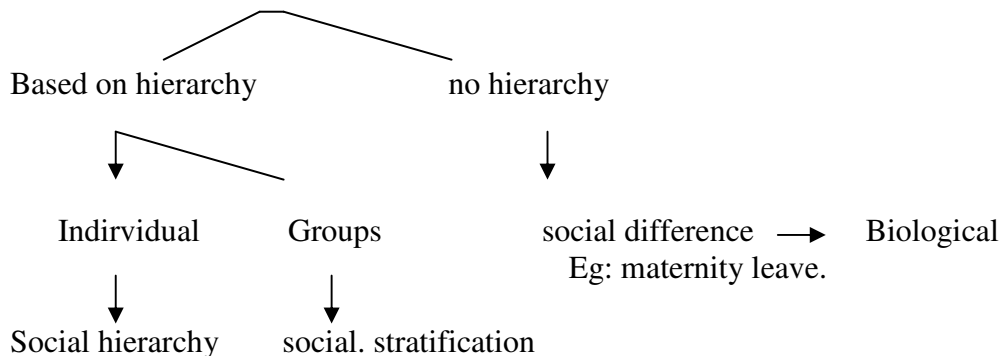 Based on hierarchy no hierarchy
Indirvidual Groups social difference Biological
Eg: maternity leave.
Social hierarchy social. stratification